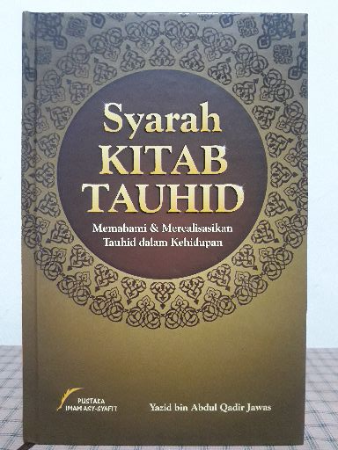 Syarah
KITAB
TAUHID
Memahami & Merealisasikan
Tauhid dalam Kehidupan
PUSTAKA
IMAM ASY-SYAFI'I
Yazid bin Abdul Qadir Jawas